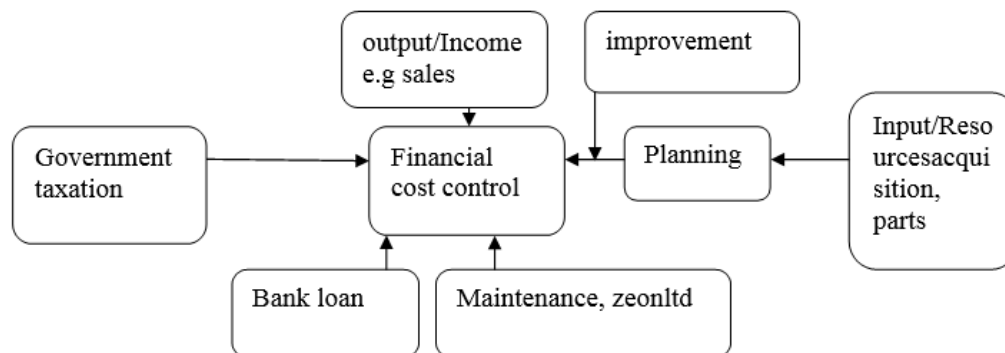 output/Income
e.g sales
improvement
Government
taxation
Financial
cost control
Planning
Input/Reso
urcesacqui
sition,
parts
Bank loan
Maintenance, zeonltd